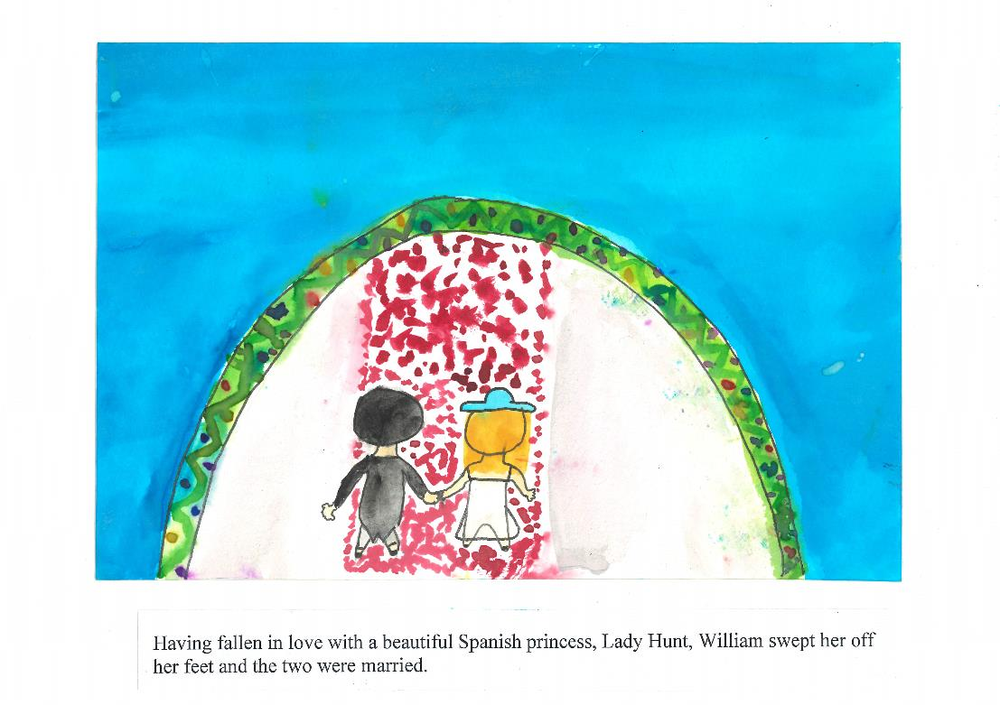 Having fallen in love with a beautiful Spanish princess, Lady Hunt, William swept her off
her feet and the two were married.